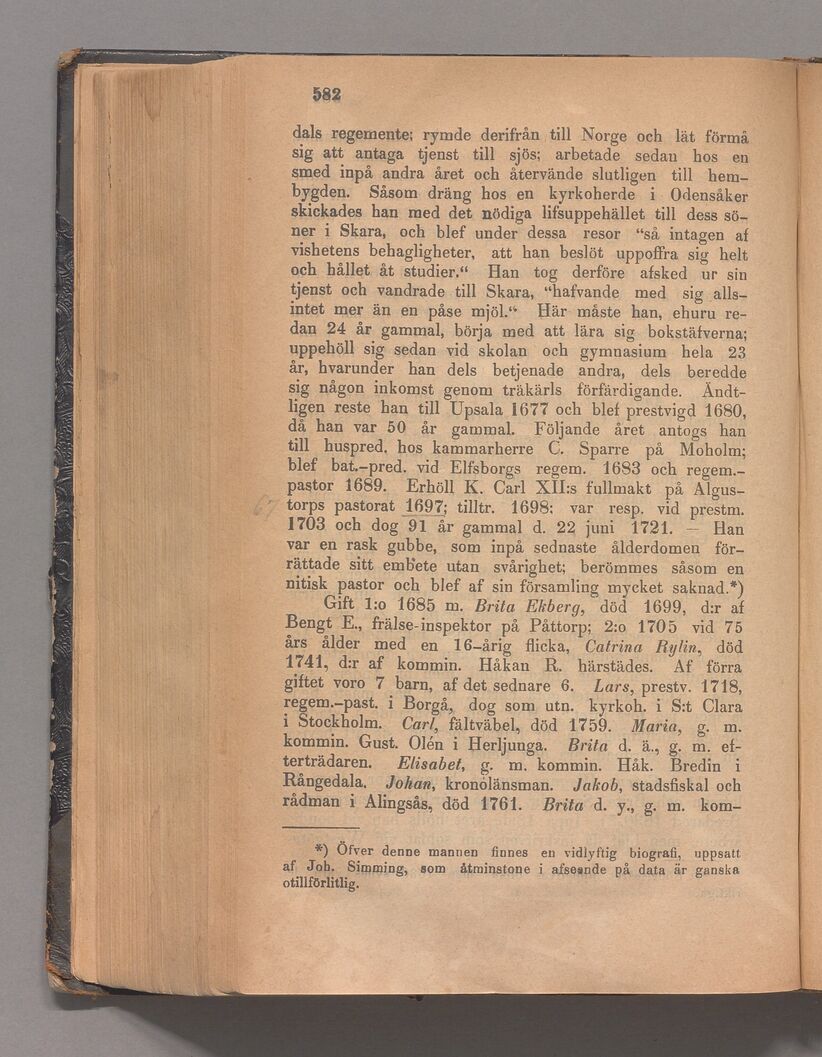 582
dals regemente; rymde derifrån till Norge och lät förmå
sig att antaga tjenst till sjös; arbetade sedan hos en
smed inpå andra året och återvände slutligen till hem-
bygden. Såsom dräng hos en kyrkoherde i Odensåker
skickades han med det nödiga lifsuppehället till dess sö-
ner i Skara, och blef under dessa resor “så intagen af
vishetens behagligheter, att han beslöt uppoffra sig helt
och hållet åt studier.“ Han tog derföre afsked ur sin
tjenst och vandrade till Skara, “hafvande med sig alls-
intet mer än en påse mjöl.“ Här måste han, ehuru re-
dan 24 år gammal, börja med att lära sig bokstäfverna;
uppehöll sig sedan vid skolan och gymnasium hela 23
år, hvarunder han dels betjenade andra, dels beredde
sig någon inkomst genom träkärls förfärdigande. Ändt-
ligen reste han till Upsala 1677 och blef prestvigd 1680,
då han var 50 år gammal. Följande året antogs han
till huspred. hos kammarherre C. Sparre på Moholm;
blef bat.-pred. vid Elfsborgs regem. 1683 och regem.-
pastor 1689. Erhöll K. Carl XII:s fullmakt på Algus-
67 torps pastorat 1697; tilltr. 1698; var resp. vid prestm.
1703 och dog 91 år gammal d. 22 juni 1721. — Han
var en rask gubbe, som inpå sednaste ålderdomen för-
rättade sitt embete utan svårighet; berömmes såsom en
nitisk pastor och blef af sin församling mycket saknad.*)
Gift 1:o 1685 m. Brita Ekberg, död 1699, d:r af
Bengt E., frälse-inspektor på Påttorp; 2:o 1705 vid 75
års ålder med en 16-årig flicka, Catrina Rylin, död
1741, d:r af kommin. Håkan R. härstädes. Af förra
giftet voro 7 barn, af det sednare 6. Lars, prestv. 1718,
regem.-past. i Borgå, dog som utn. kyrkoh. i S:t Clara
i Stockholm. Carl, fältväbel, död 1759. Maria, g. m.
kommin. Gust. Olén i Herljunga. Brita d. ä., g. m. ef-
terträdaren. Elisabet, g. m. kommin. Håk. Bredin i
Rångedala. Johan, kronolänsman. Jakob, stadsfiskal och
rådman i Alingsås, död 1761. Brita d. y., g. m. kom-
*) Öfver denne mannen finnes en vidlyftig biografi, uppsatt
af Joh. Simming, som åtminstone i afseende på data är ganska
otillförlitlig.